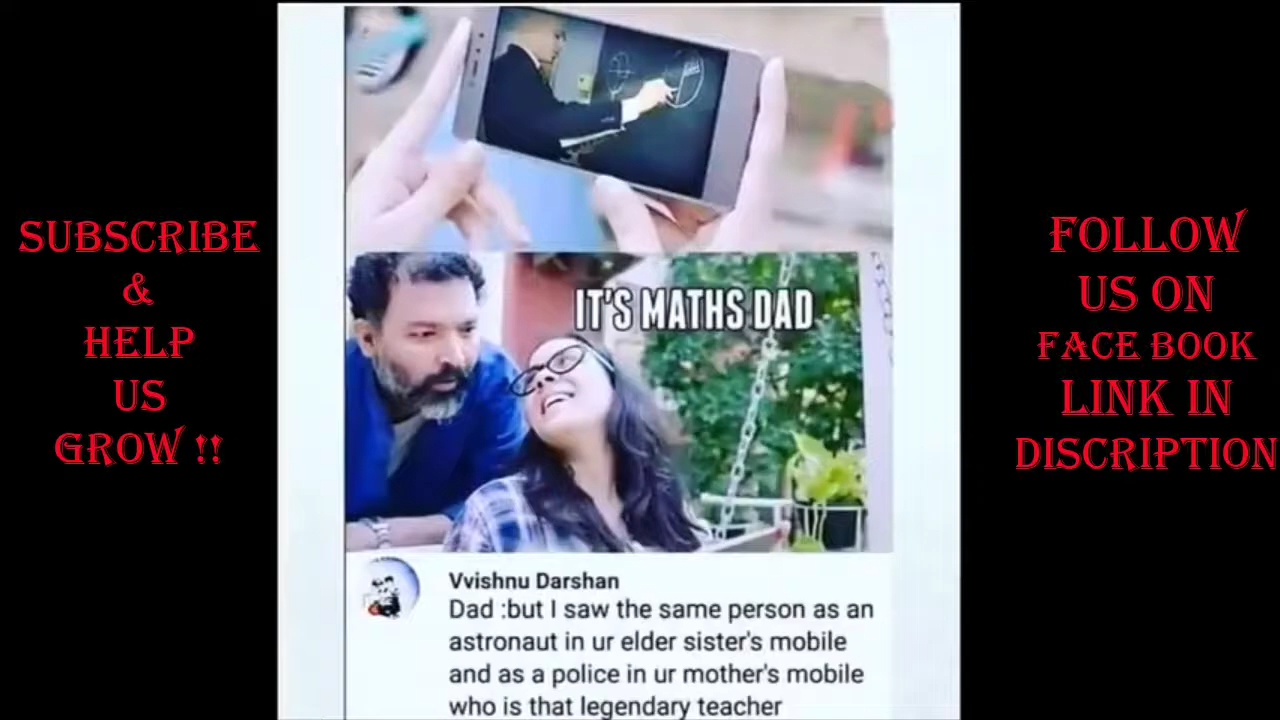 SUBSCRIBE
&
HELP
US
GROW !!
IT'S MATHS DAD
Vvishnu Darshan
Dad :but I saw the same person as an
astronaut in ur elder sister's mobile
and as a police in ur mother's mobile
who is that legendary teacher
FOLLOW
US ON
FACE BOOK
LINK IN
DISCRIPTION